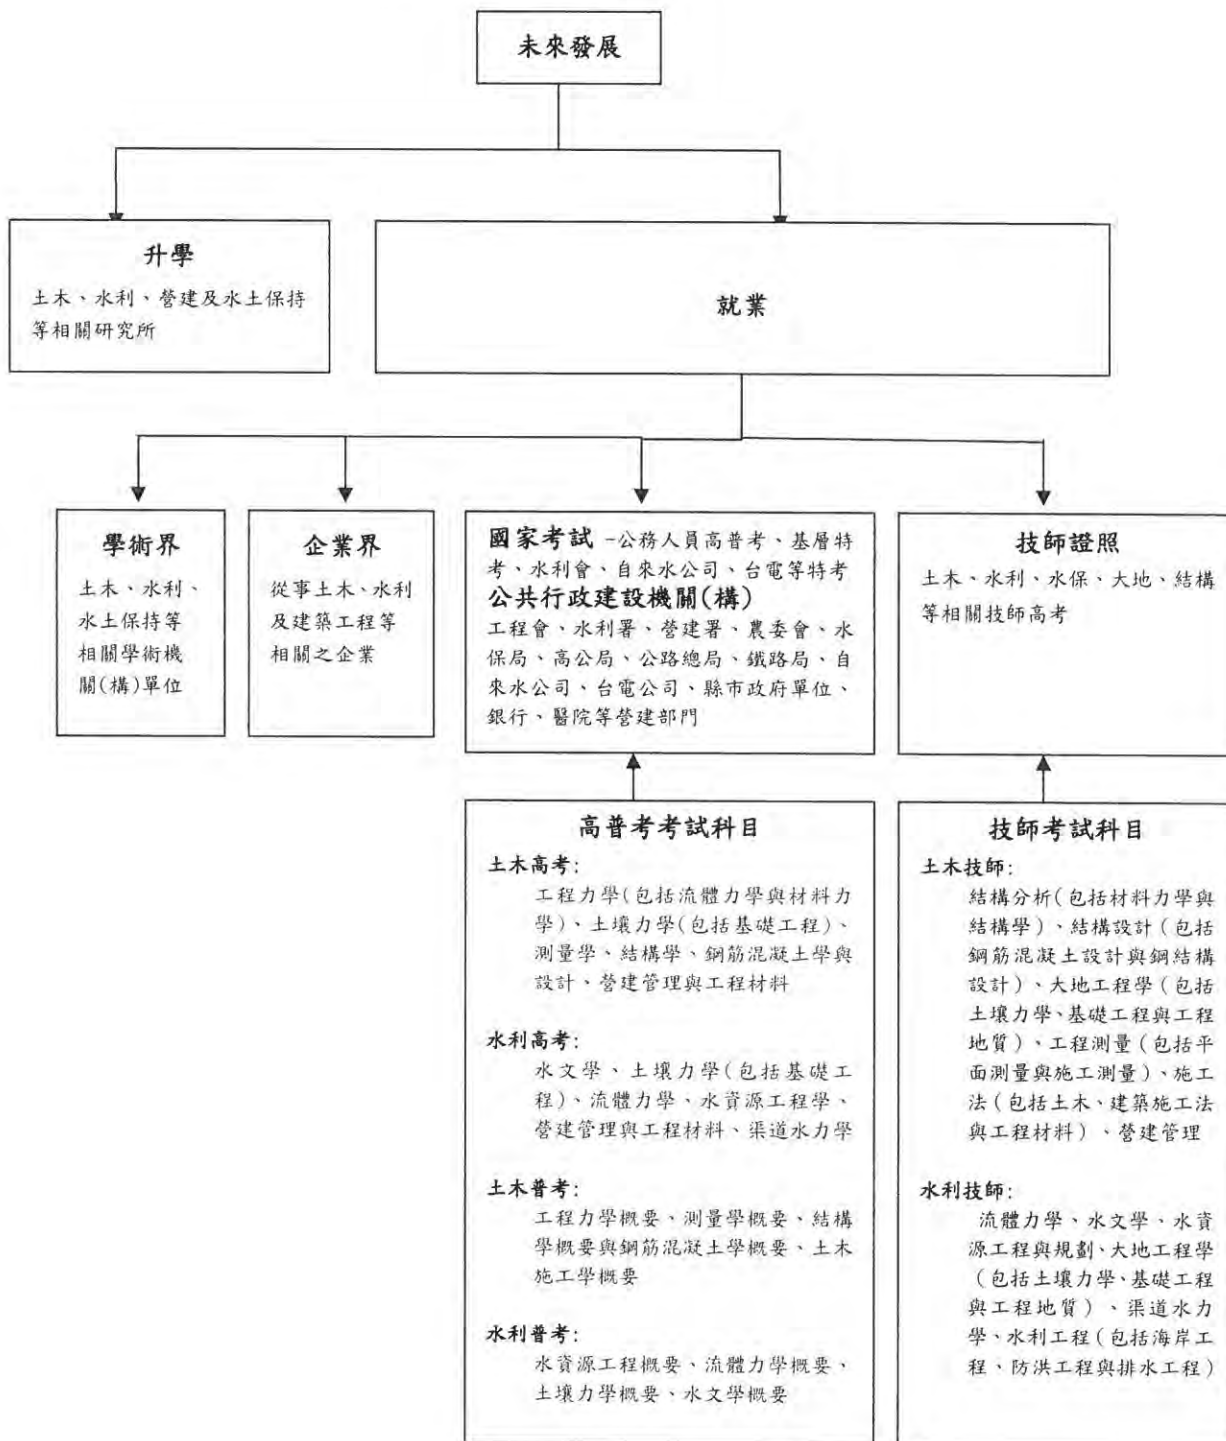 未來發展
升學
土木、水利、營建及水土保持
等相關研究所
就業
學術界
土木、水利、
水土保持等
相關學術機
關(構)單位
企業界
從事土木、水利
及建築工程等
相關之企業
國家考試 -公務人員高普考、基層特
考、水利會、自來水公司、台電等特考
公共行政建設機關(構)
工程會、水利署、營建署、農委會、水
保局、高公局、公路總局、鐵路局、自
來水公司、台電公司、縣市政府單位、
銀行、醫院等營建部門
技師證照
土木、水利、水保、大地、結構
等相關技師高考
高普考考試科目
土木高考:
工程力學(包括流體力學與材料力
學)、土壤力學(包括基礎工程)、
測量學、結構學、鋼筋混凝土學與
設計、營建管理與工程材料
水利高考:
水文學、土壤力學(包括基礎工
程)、流體力學、水資源工程學、
營建管理與工程材料、渠道水力學
土木普考:
工程力學概要、測量學概要、結構
學概要與鋼筋混凝土學概要、土木
施工學概要
水利普考:
水資源工程概要、流體力學概要、
土壤力學概要、水文學概要
技師考試科目
土木技師:
結構分析(包括材料力學與
結構學)、結構設計(包括
鋼筋混凝土設計與鋼結構
設計)、大地工程學(包括
土壤力學、基礎工程與工程
地質)、工程測量(包括平
面測量與施工測量)、施工
法(包括土木、建築施工法
與工程材料)、營建管理
水利技師:
流體力學、水文學、水資
源工程與規劃、大地工程學
(包括土壤力學、基礎工程
與工程地質)、渠道水力
學、水利工程(包括海岸工
程、防洪工程與排水工程)